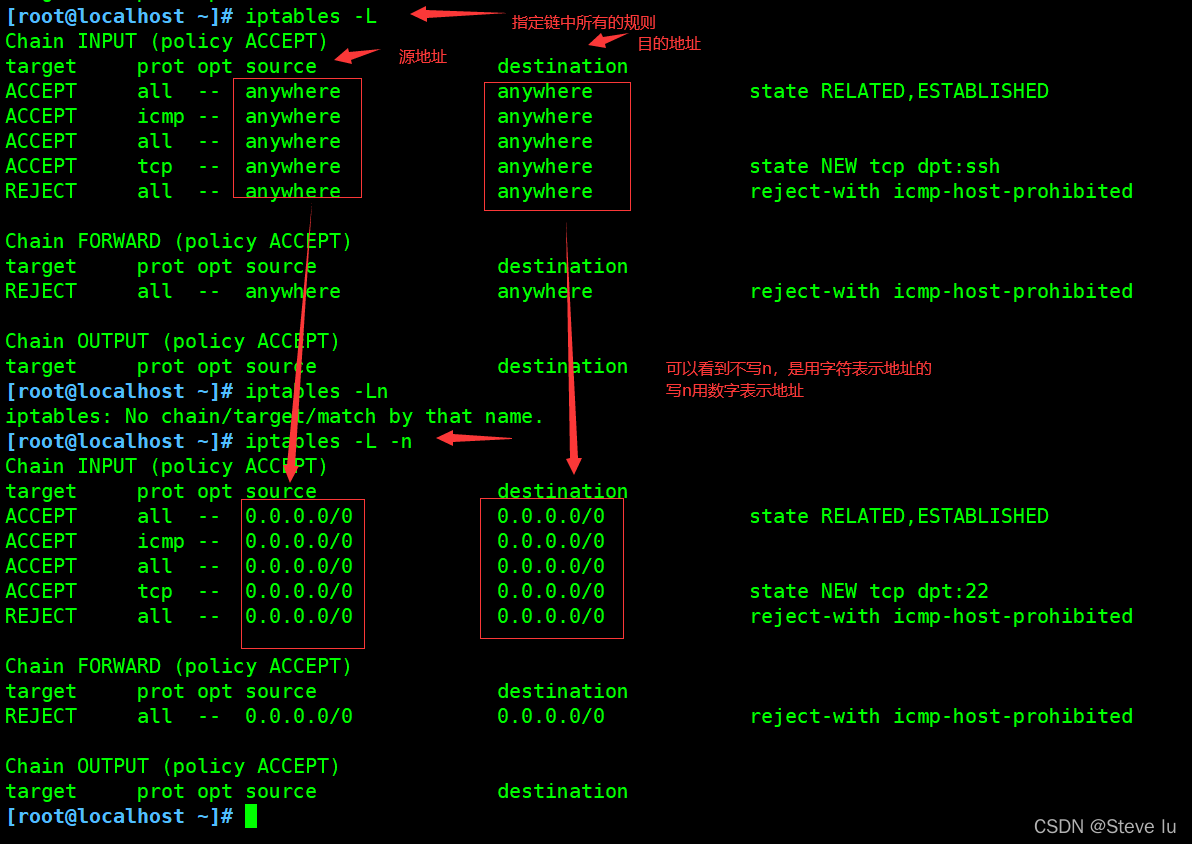 [root@localhost ~]# iptables -L
指定链中所有的规则
Chain INPUT (policy ACCEPT)
源地址
目的地址
target prot opt source destination
ACCEPT all -- anywhere anywhere state RELATED,ESTABLISHED
ACCEPT icmp -- anywhere anywhere
ACCEPT all -- anywhere anywhere
ACCEPT tcp -- anywhere anywhere state NEW tcp dpt:ssh
REJECT all -- anywhere anywhere reject-with icmp-host-prohibited
Chain FORWARD (policy ACCEPT)
target prot opt source destination
REJECT all -- anywhere anywhere reject-with icmp-host-prohibited
Chain OUTPUT (policy ACCEPT)
target prot opt source destination
可以看到不写n，是用字符表示地址的
写n用数字表示地址
[root@localhost ~]# iptables -Ln
iptables: No chain/target/match by that name.
[root@localhost ~]# iptables -L -n
Chain INPUT (policy ACCEPT)
target prot opt source destination
ACCEPT all -- 0.0.0.0/0 0.0.0.0/0 state RELATED,ESTABLISHED
ACCEPT icmp -- 0.0.0.0/0 0.0.0.0/0
ACCEPT all -- 0.0.0.0/0 0.0.0.0/0
ACCEPT tcp -- 0.0.0.0/0 0.0.0.0/0 state NEW tcp dpt:22
REJECT all -- 0.0.0.0/0 0.0.0.0/0 reject-with icmp-host-prohibited
Chain FORWARD (policy ACCEPT)
target prot opt source destination
REJECT all -- 0.0.0.0/0 0.0.0.0/0 reject-with icmp-host-prohibited
Chain OUTPUT (policy ACCEPT)
target prot opt source destination
[root@localhost ~]#
CSDN @Steve lu